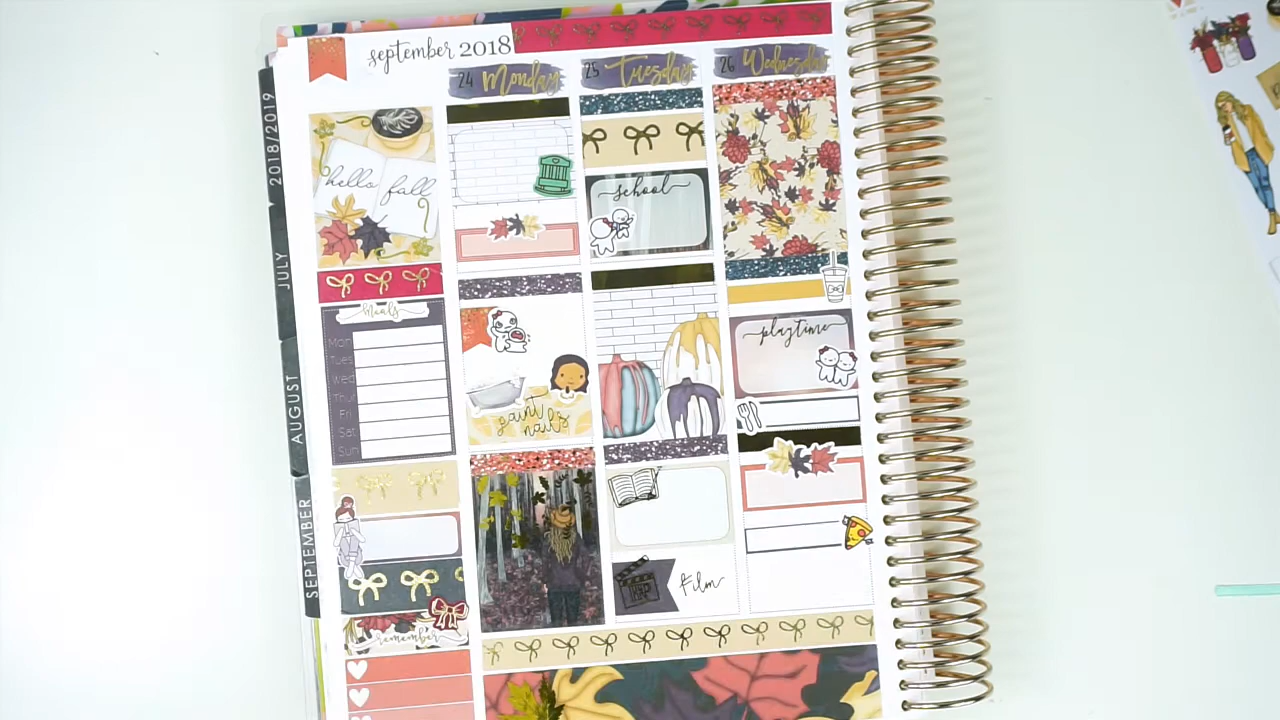 september 2018
24 Monday
25 Tuesday
26 Wednesday
2018/2019
JULY
AUGUST
SEPTEMBER
hello fall
meals
Mon
Tues
Wed
Thur
Fri
Sat
Sun
remember
paint
nails
school
Film
playtime